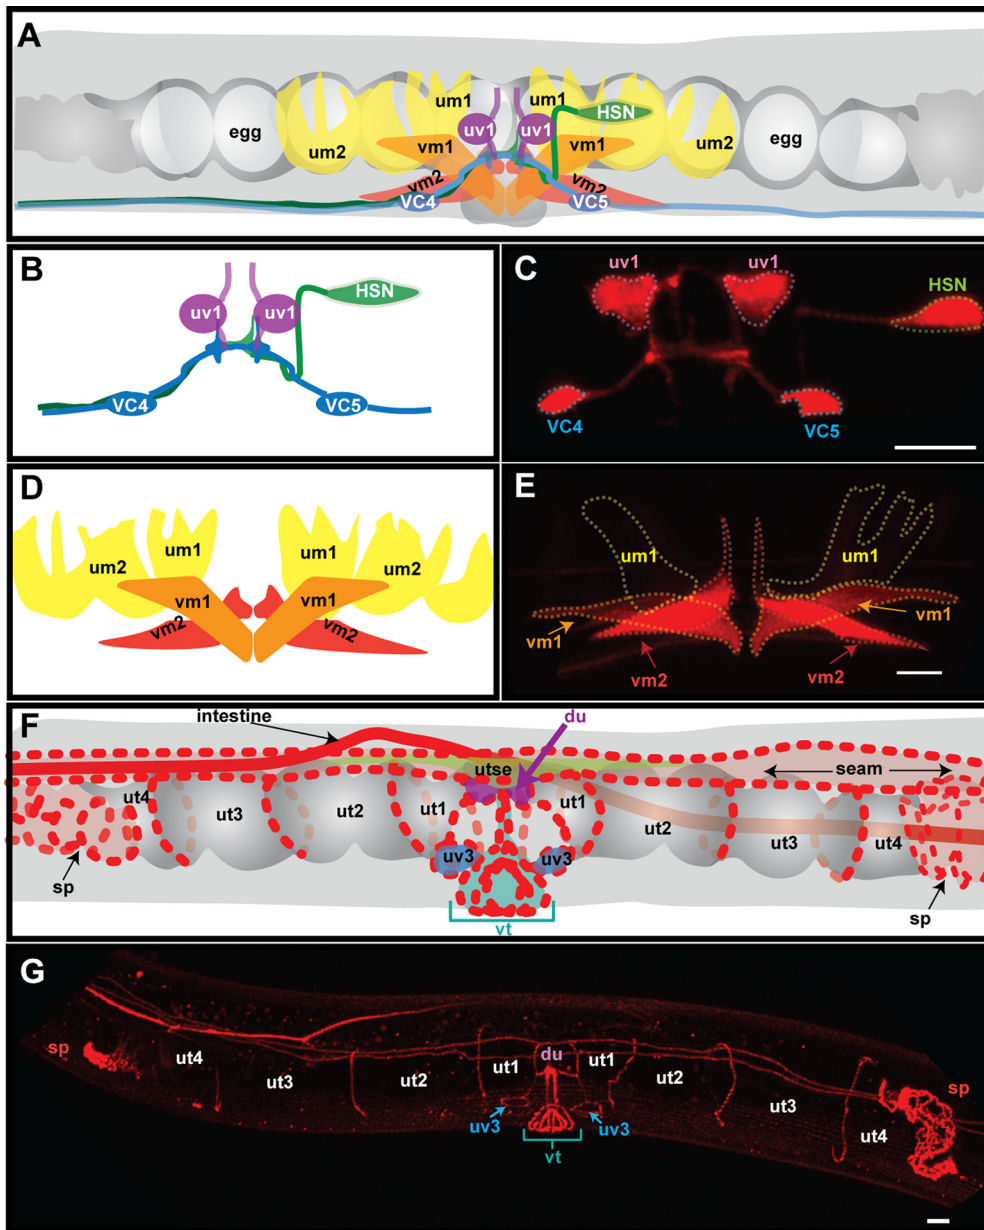 A
um1 um1
HSN
egg
uv1 uv1
egg
um2
vm1 vm1
um2
vm2 vm2
VC4 VC5
B
HSN
uv1 uv1
VC4 VC5
C
uv1 uv1
HSN
VC4
VC5
D
um1 um1
um2 um2
vm1 vm1
vm2 vm2
E
um1 um1
vm1
vm1
vm2 vm2
F
intestine
du
utse
seam
ut4
ut3
ut2
ut1
ut1
ut2
ut3
ut4
uv3 uv3
sp
sp
vt
G
sp
ut4
ut3
ut2
ut1
du
ut1
ut2
ut3
ut4
sp
uv3 uv3
vt